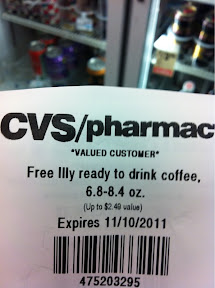 CVS/pharmac
"VALUED CUSTOMER"
Free Illy ready to drink coffee,
6.8-8.4 oz.
(Up to $2.49 value)
Expires 11/10/2011
475203295